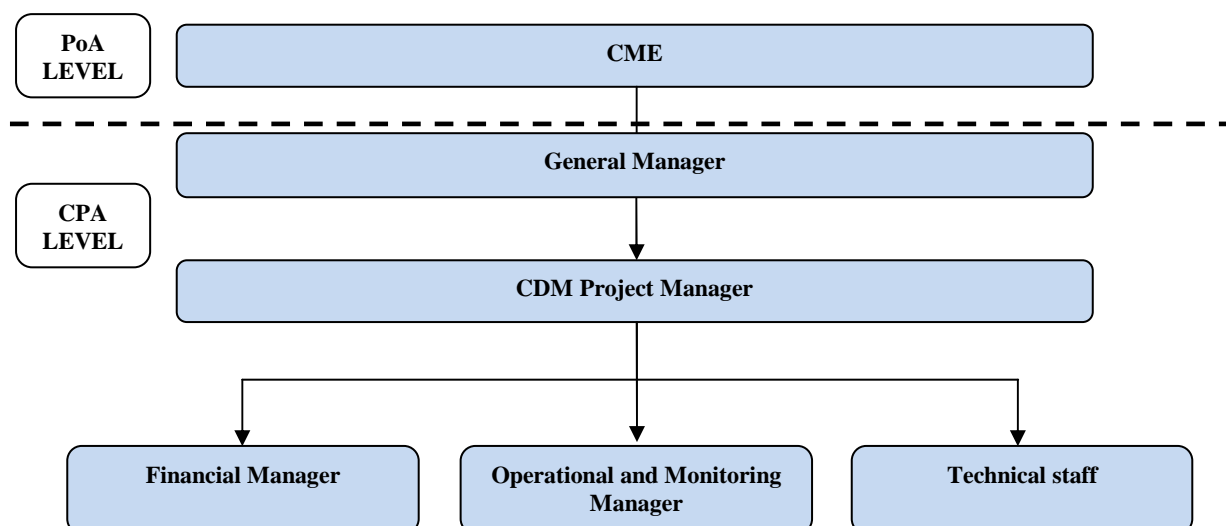 PoA
LEVEL
CME
General Manager
CPA
LEVEL
CDM Project Manager
Financial Manager
Operational and Monitoring
Manager
Technical staff